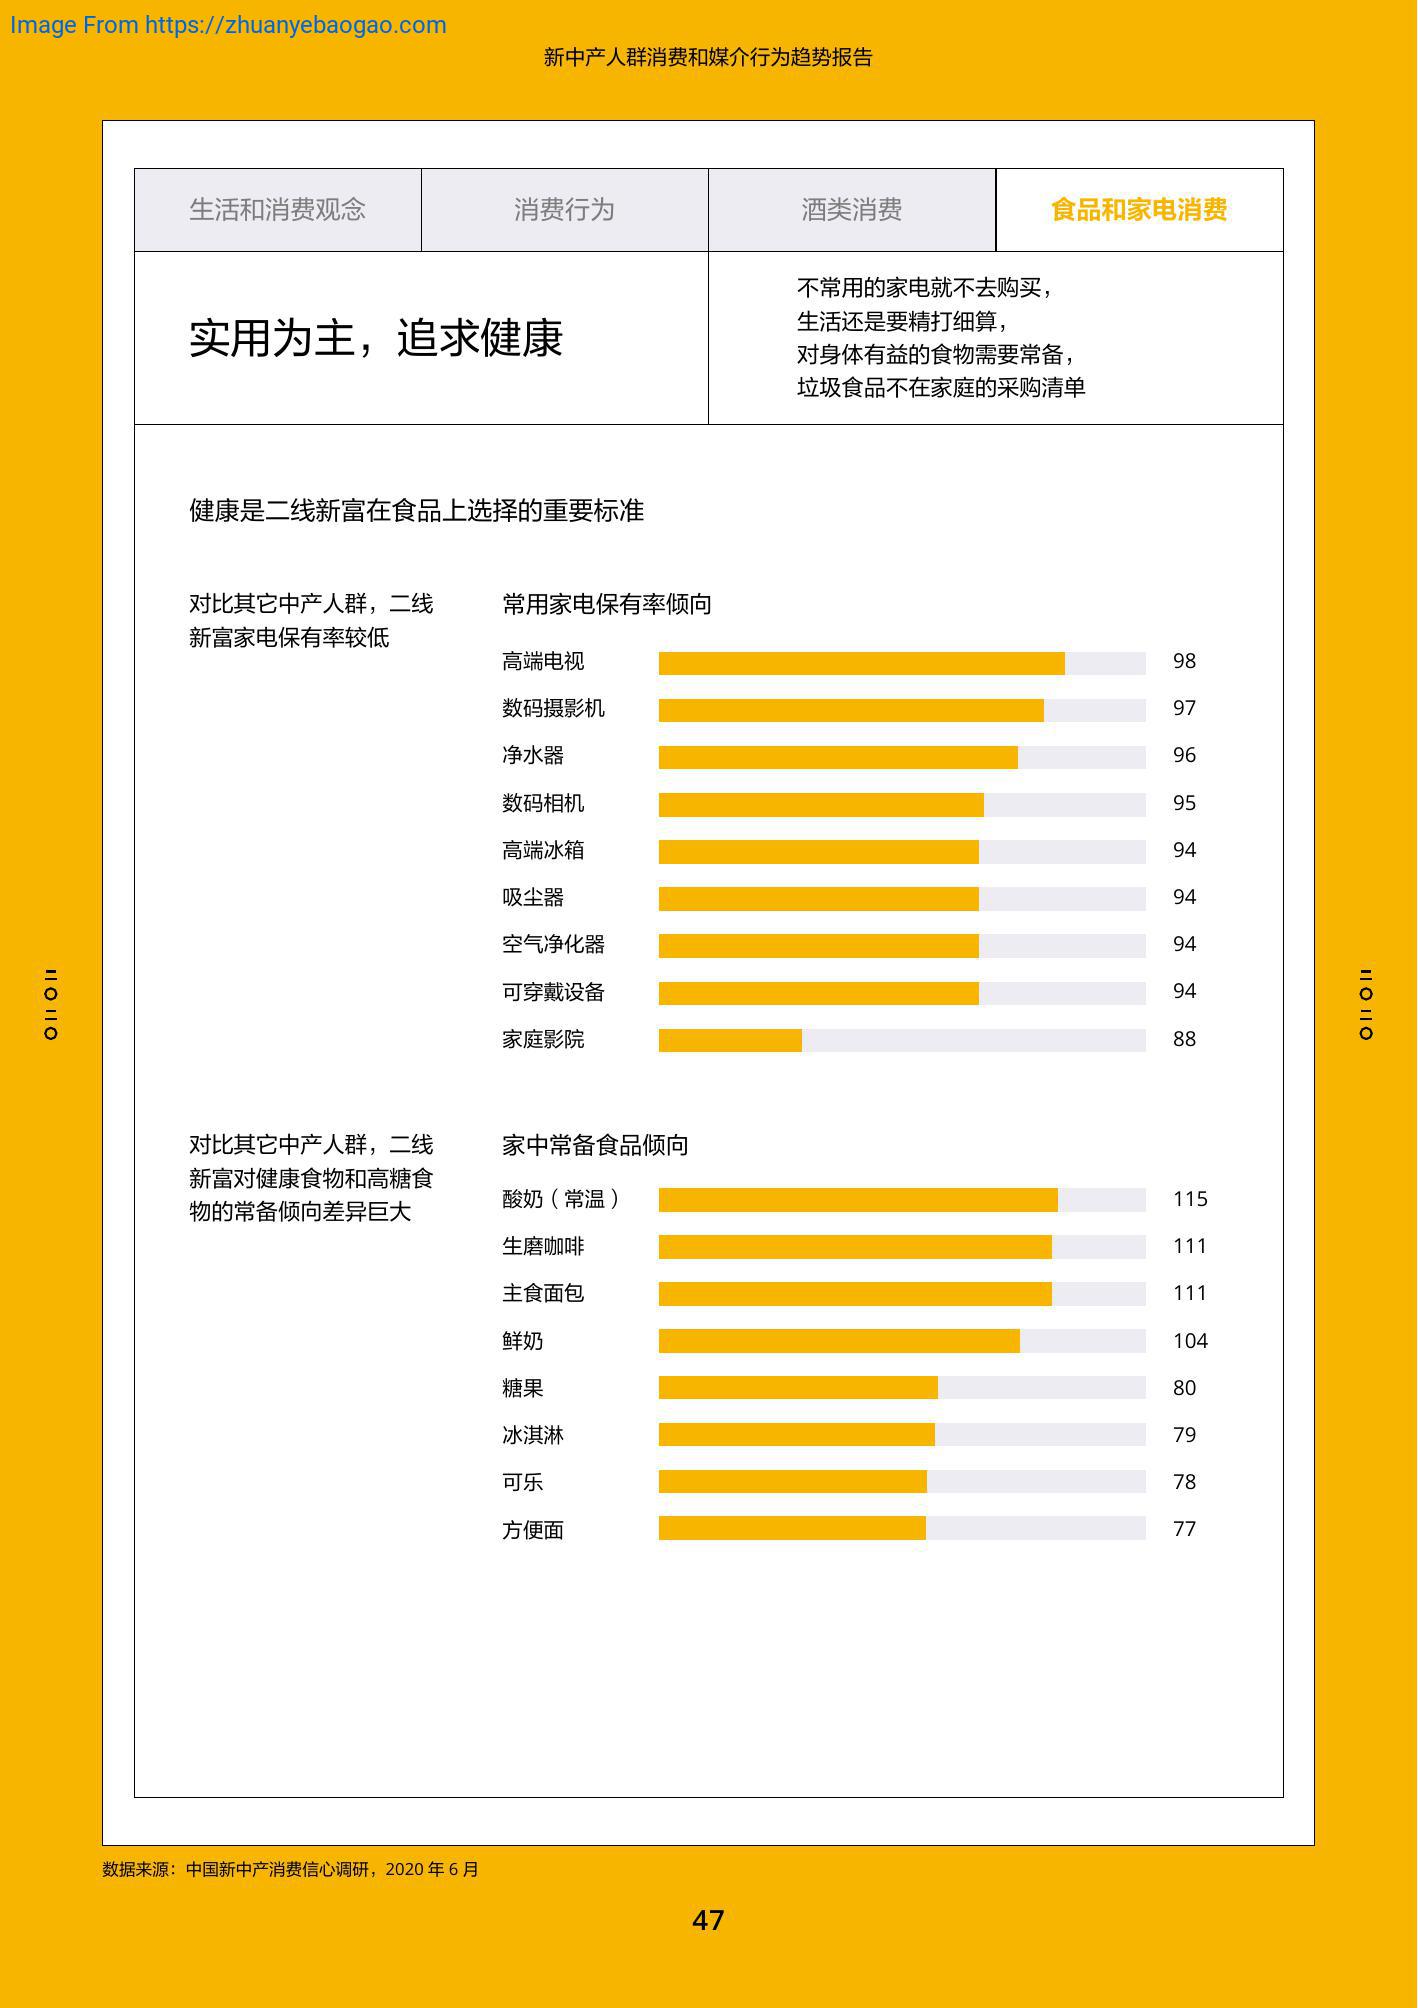 Image From https://zhuanyebaogao.com
新中产人群消费和媒介行为趋势报告
生活和消费观念
消费行为
酒类消费
食品和家电消费
实用为主，追求健康
不常用的家电就不去购买，
生活还是要精打细算，
对身体有益的食物需要常备，
垃圾食品不在家庭的采购清单
健康是二线新富在食品上选择的重要标准
对比其它中产人群，二线
新富家电保有率较低
常用家电保有率倾向
高端电视 98
数码摄影机 97
净水器 96
数码相机 95
高端冰箱 94
吸尘器 94
空气净化器 94
可穿戴设备 94
家庭影院 88
二〇二〇
二〇二〇
对比其它中产人群，二线
新富对健康食物和高糖食
物的常备倾向差异巨大
家中常备食品倾向
酸奶（常温） 115
生磨咖啡 111
主食面包 111
鲜奶 104
糖果 80
冰淇淋 79
可乐 78
方便面 77
数据来源：中国新中产消费信心调研，2020 年 6 月
47